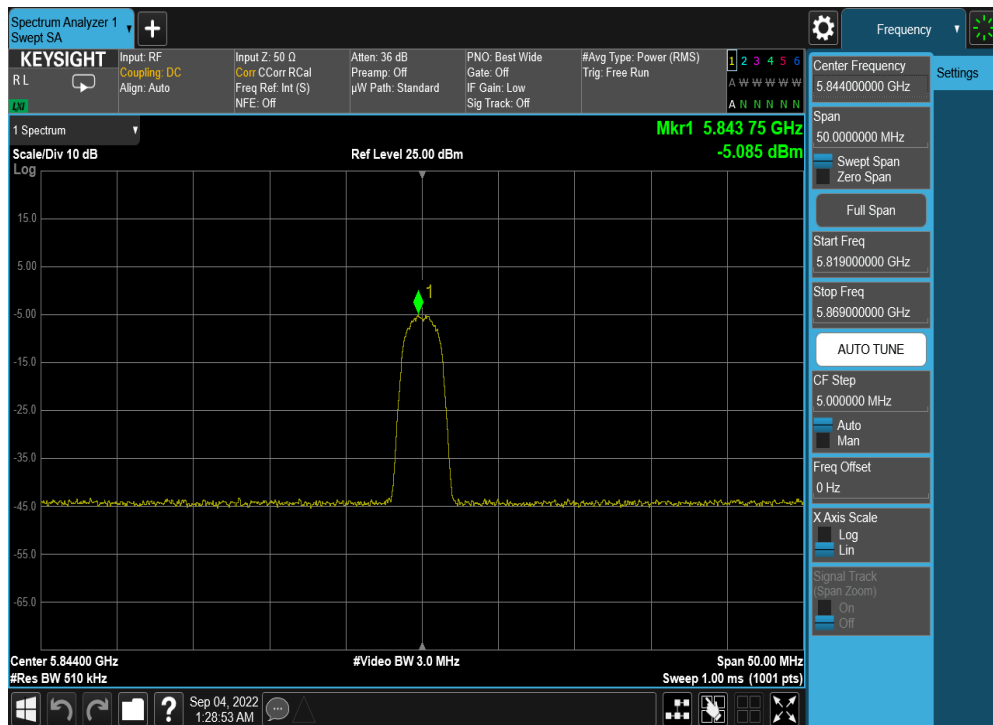 Spectrum Analyzer 1
Swept SA
+
Frequency
KEYSIGHT
R L
LXI
Input: RF
Coupling: DC
Align: Auto
Input Z: 50 Ω
Corr CCorr RCal
Freq Ref: Int (S)
NFE: Off
Atten: 36 dB
Preamp: Off
µW Path: Standard
PNO: Best Wide
Gate: Off
IF Gain: Low
Sig Track: Off
#Avg Type: Power (RMS)
Trig: Free Run
1 2 3 4 5 6
A W W W W W
A N N N N N
1 Spectrum
Scale/Div 10 dB
Log
Ref Level 25.00 dBm
Mkr1 5.843 75 GHz
-5.085 dBm
15.0
5.00
-5.00
-15.0
-25.0
-35.0
-45.0
-55.0
-65.0
1
Center 5.84400 GHz
#Res BW 510 kHz
#Video BW 3.0 MHz
Span 50.00 MHz
Sweep 1.00 ms (1001 pts)
Center Frequency
5.844000000 GHz
Settings
Span
50.0000000 MHz
Swept Span
Zero Span
Full Span
Start Freq
5.819000000 GHz
Stop Freq
5.869000000 GHz
AUTO TUNE
CF Step
5.000000 MHz
Auto
Man
Freq Offset
0 Hz
X Axis Scale
Log
Lin
Signal Track
(Span Zoom)
On
Off
?
Sep 04, 2022
1:28:53 AM